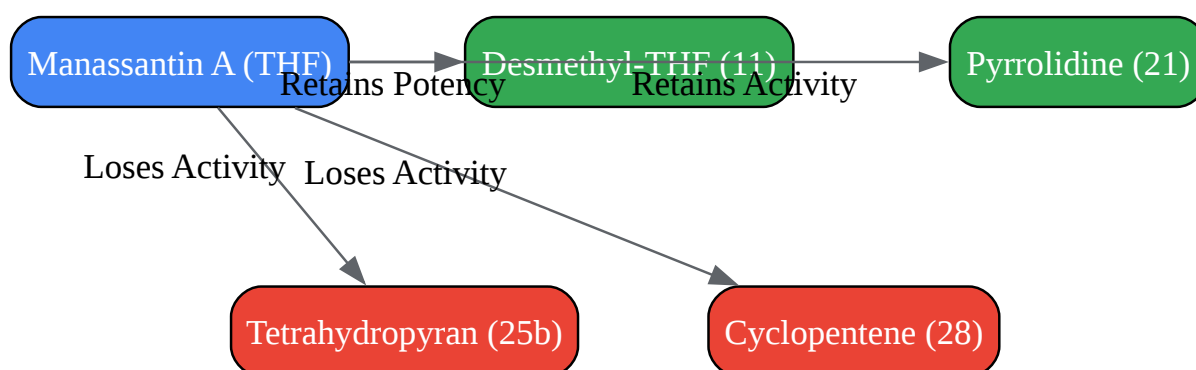 Manassantin A (THF)
Desmethyl-THF (11)
Pyrrolidine (21)
Retains Potency
Retains Activity
Loses Activity
Loses Activity
Tetrahydropyran (25b)
Cyclopentene (28)